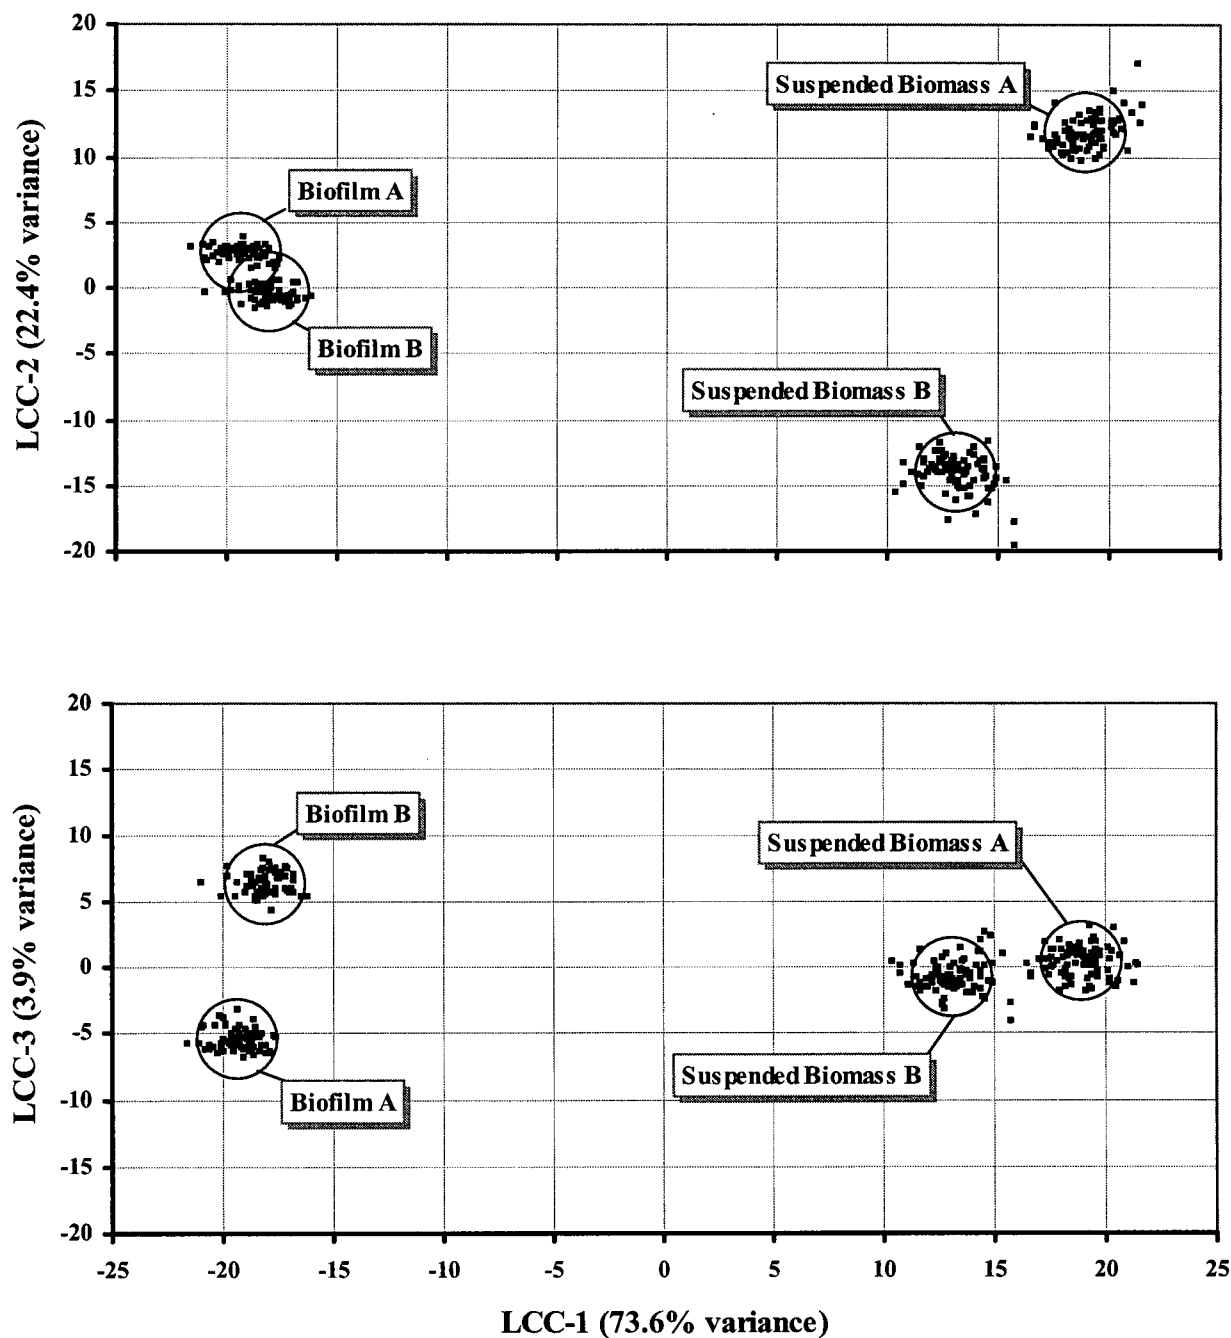 20
15
10
5
0
-5
-10
-15
-20
LCC-2 (22.4% variance)
Suspended Biomass A
Biofilm A
Biofilm B
Suspended Biomass B
20
15
10
5
0
-5
-10
-15
-20
LCC-3 (3.9% variance)
Biofilm B
Suspended Biomass A
Suspended Biomass B
Biofilm A
-25 -20 -15 -10 -5 0 5 10 15 20 25
LCC-1 (73.6% variance)